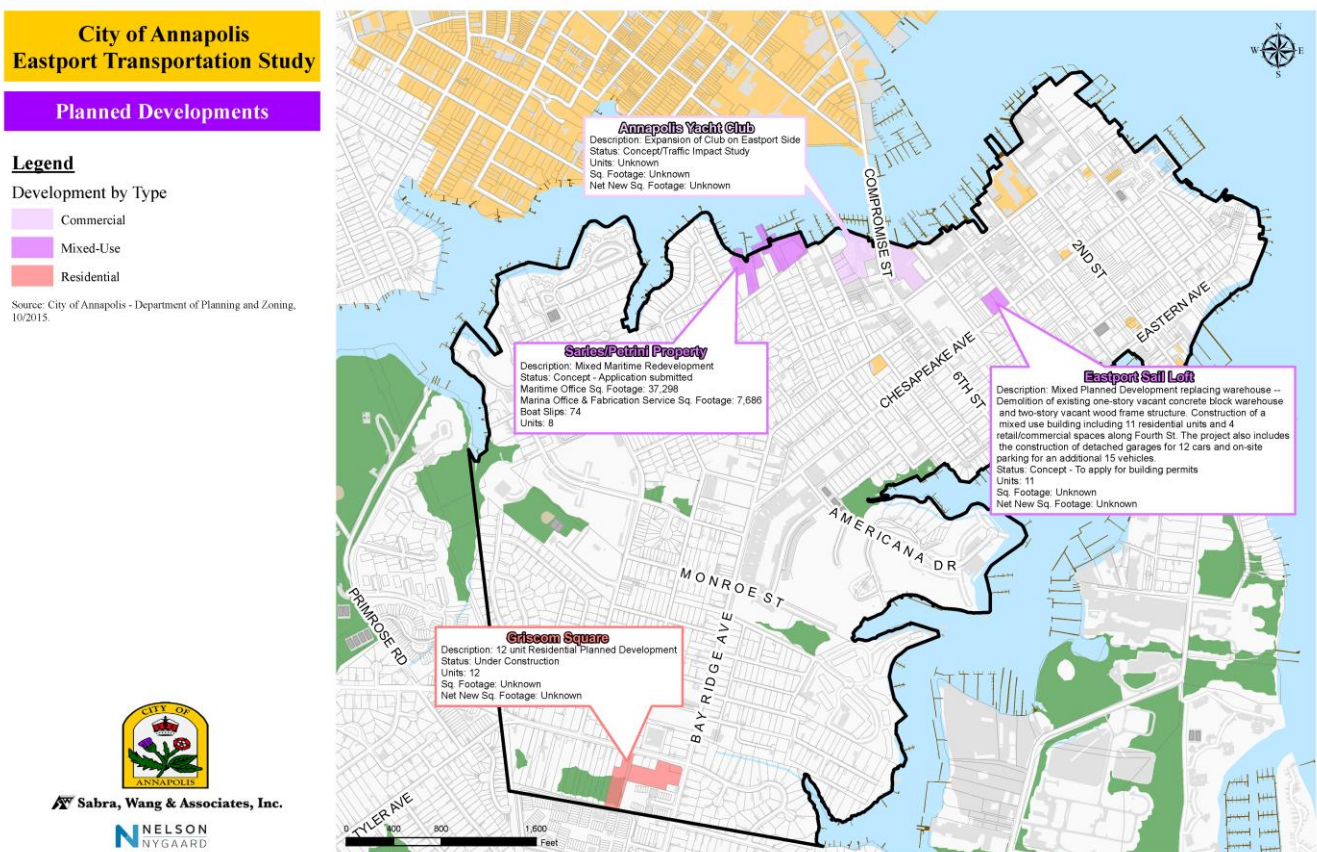 City of Annapolis
Eastport Transportation Study
Planned Developments
Legend
Development by Type
Commercial
Mixed-Use
Residential
Source: City of Annapolis - Department of Planning and Zoning,
10/2015.
N
W
E
S
Annapolis Yacht Club
Description: Expansion of Club on Eastport Side
Status: Concept/Traffic Impact Study
Units: Unknown
Sq. Footage: Unknown
Net New Sq. Footage: Unknown
COMPROMISE ST
2ND ST
EASTERN AVE
CHESAPEAKE AVE
6TH ST
Sarles/Petrini Property
Description: Mixed Maritime Redevelopment
Status: Concept - Application submitted
Maritime Office Sq. Footage: 37,298
Marina Office & Fabrication Service Sq. Footage: 7,686
Boat Slips: 74
Units: 8
Eastport Sail Loft
Description: Mixed Planned Development replacing warehouse --
Demolition of existing one-story vacant concrete block warehouse
and two-story vacant wood frame structure. Construction of a
mixed use building including 11 residential units and 4
retail/commercial spaces along Fourth St. The project also includes
the construction of detached garages for 12 cars and on-site
parking for an additional 15 vehicles.
Status: Concept - To apply for building permits
Units: 11
Sq. Footage: Unknown
Net New Sq. Footage: Unknown
AMERICANA DR
MONROE ST
PRIMROSE RD
BAY RIDGE AVE
Griscom Square
Description: 12 unit Residential Planned Development
Status: Under Construction
Units: 12
Sq. Footage: Unknown
Net New Sq. Footage: Unknown
TYLER AVE
0 400 800 1,600
Feet
CITY OF
ANNAPOLIS
Sabra, Wang & Associates, Inc.
NELSON
NYGAARD